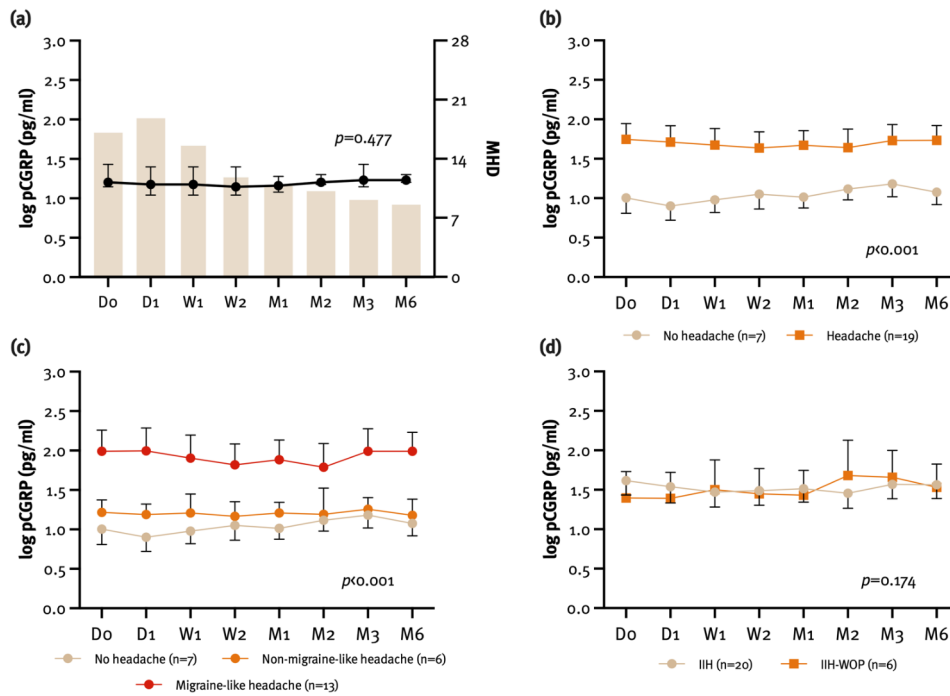 (a)
3.0
2.5
2.0
1.5
1.0
0.5
0.0
log pCGRP (pg/ml)
28
21
14
7
0
MHD
p=0.477
D0 D1 W1 W2 M1 M2 M3 M6
(b)
3.0
2.5
2.0
1.5
1.0
0.5
0.0
log pCGRP (pg/ml)
p<0.001
D0 D1 W1 W2 M1 M2 M3 M6
No headache (n=7) Headache (n=19)
(c)
3.0
2.5
2.0
1.5
1.0
0.5
0.0
log pCGRP (pg/ml)
p<0.001
D0 D1 W1 W2 M1 M2 M3 M6
No headache (n=7) Non-migraine-like headache (n=6)
Migraine-like headache (n=13)
(d)
3.0
2.5
2.0
1.5
1.0
0.5
0.0
log pCGRP (pg/ml)
p=0.174
D0 D1 W1 W2 M1 M2 M3 M6
IIH (n=20) IIH-WOP (n=6)